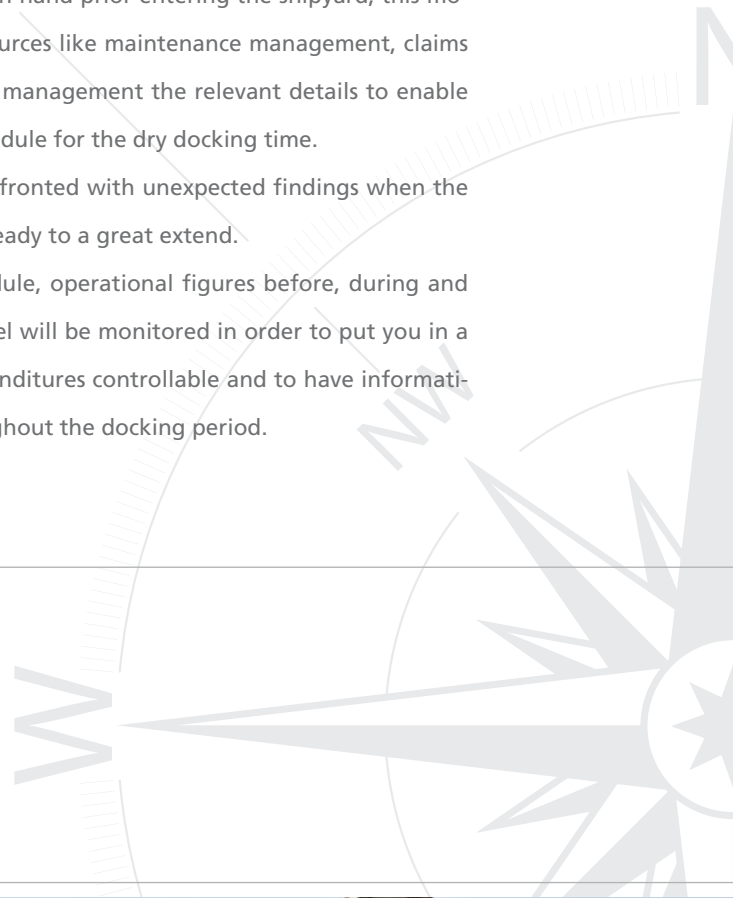 hand prior entering the shipyard, this mo-
urces like maintenance management, claims
management the relevant details to enable
dule for the dry docking time.
fronted with unexpected findings when the
eady to a great extend.
dule, operational figures before, during and
el will be monitored in order to put you in a
nditures controllable and to have informati-
ghout the docking period.
N
NW
W